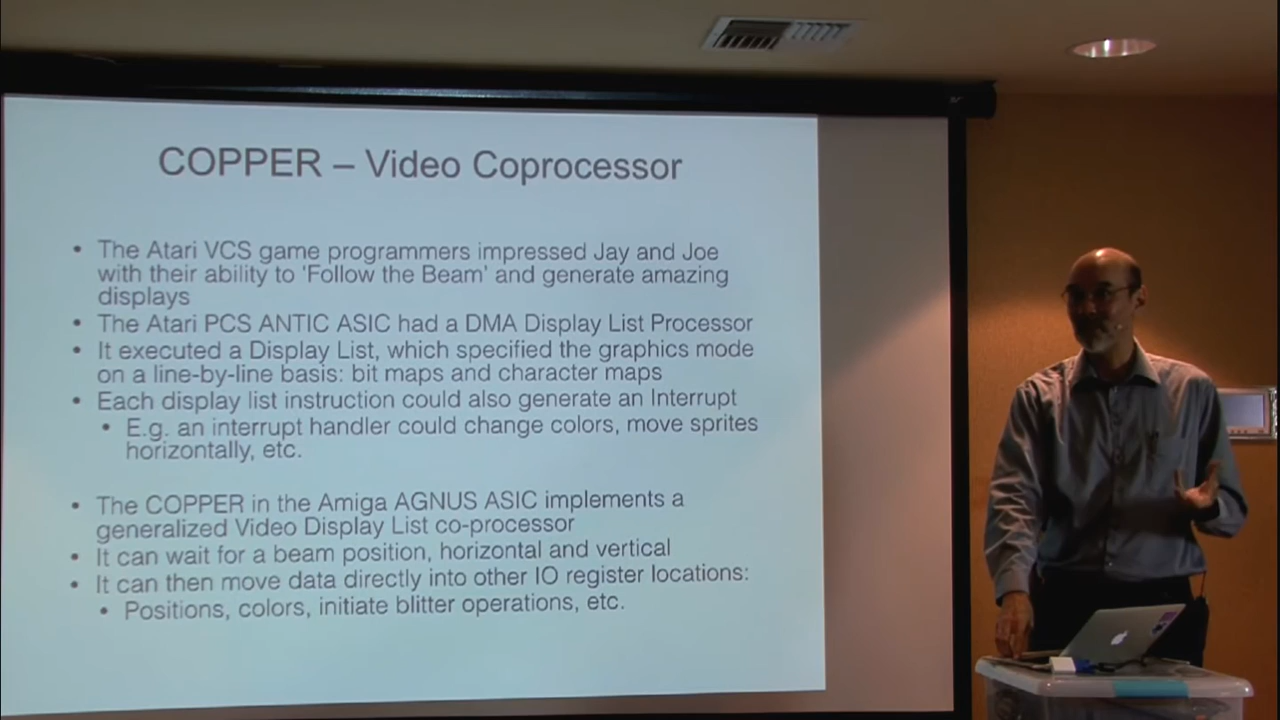 COPPER – Video Coprocessor
• The Atari VCS game programmers impressed Jay and Joe
with their ability to 'Follow the Beam' and generate amazing
displays
• The Atari PCS ANTIC ASIC had a DMA Display List Processor
• It executed a Display List, which specified the graphics mode
on a line-by-line basis: bit maps and character maps
• Each display list instruction could also generate an Interrupt
• E.g. an interrupt handler could change colors, move sprites
horizontally, etc.
• The COPPER in the Amiga AGNUS ASIC implements a
generalized Video Display List co-processor
• It can wait for a beam position, horizontal and vertical
• It can then move data directly into other IO register locations:
• Positions, colors, initiate blitter operations, etc.